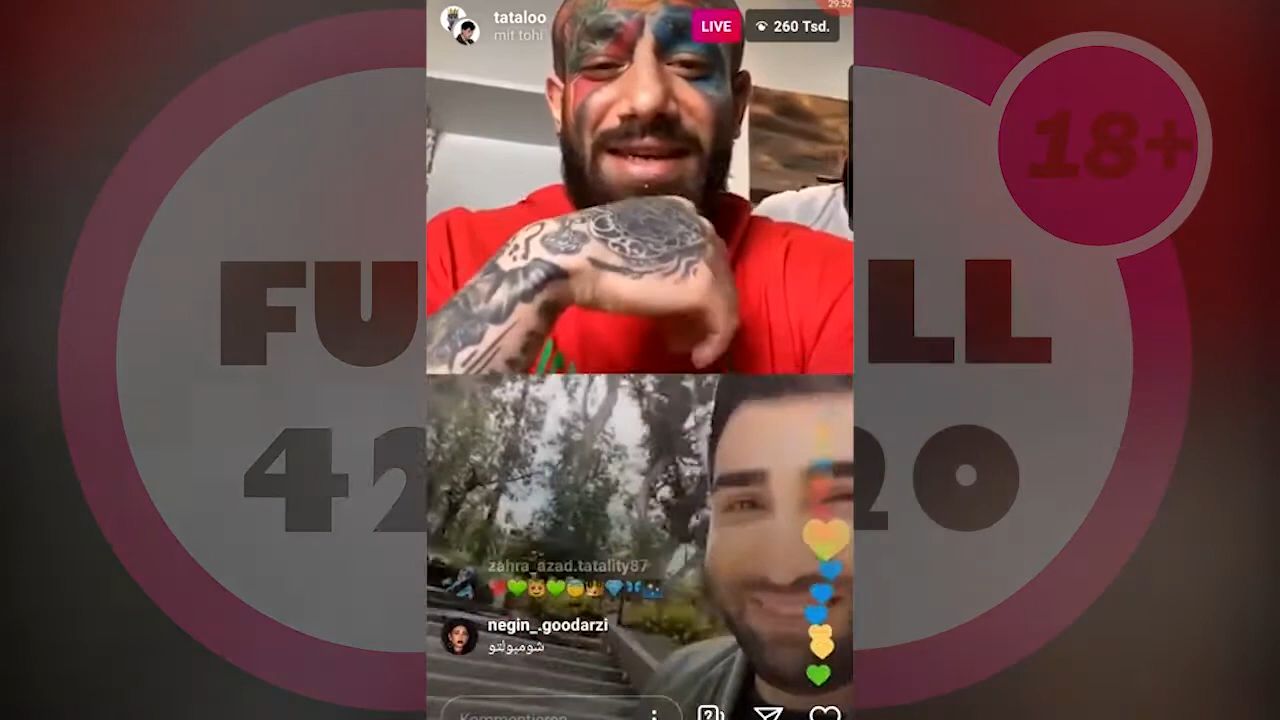 29:52
tataloo
mit tohi
LIVE
260 Tsd.
18+
FU
LL
42
20
zahra_azad.tatality87
negin_.goodarzi
شومبولتو
Kommentieren